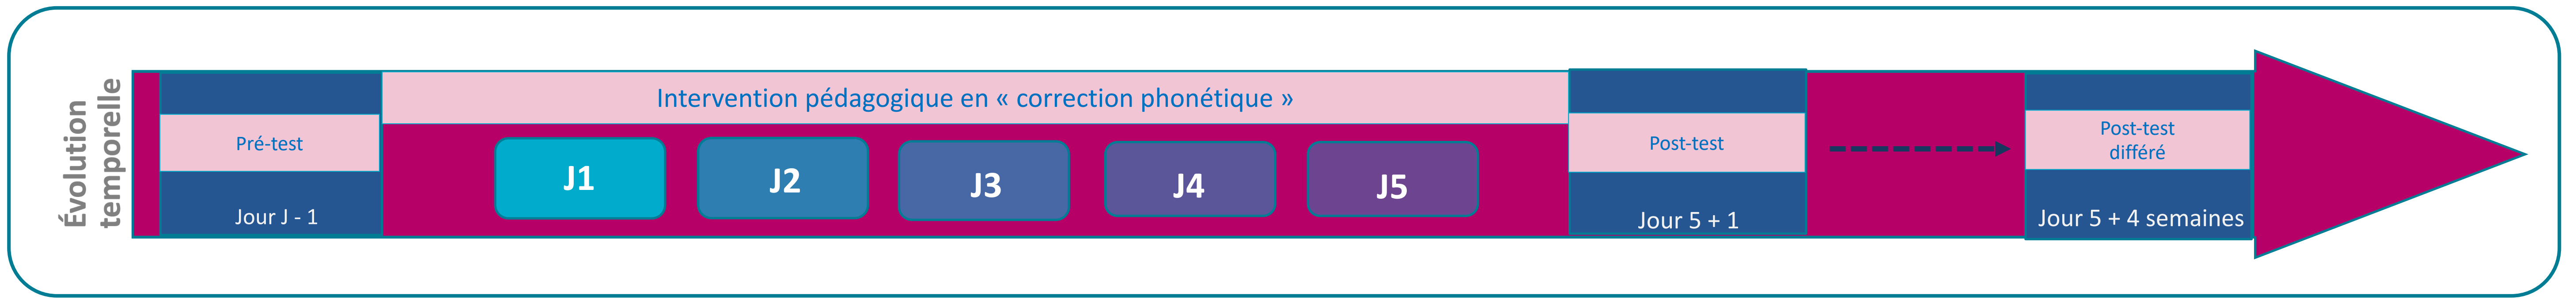 Évolution
temporelle
Pré-test
Jour J - 1
Intervention pédagogique en « correction phonétique »
J1
J2
J3
J4
J5
Post-test
Jour 5 + 1
Post-test
différé
Jour 5 + 4 semaines